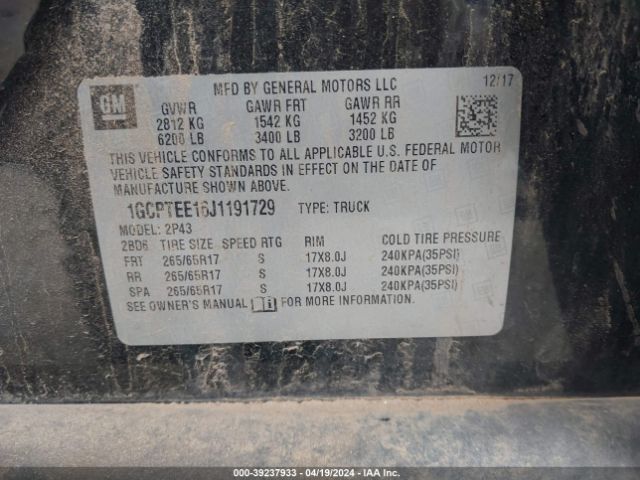 GM
MFD BY GENERAL MOTORS LLC 12/17
GVWR GAWR FRT GAWR RR
2812 KG 1542 KG 1452 KG
6200 LB 3400 LB 3200 LB
THIS VEHICLE CONFORMS TO ALL APPLICABLE U.S. FEDERAL MOTOR
VEHICLE SAFETY STANDARDS IN EFFECT ON THE DATE OF
MANUFACTURE SHOWN ABOVE.
1GCPTEE16J1191729 TYPE: TRUCK
MODEL: 2P43
2BD6 TIRE SIZE SPEED RTG RIM COLD TIRE PRESSURE
FRT 265/65R17 S 17X8.0J 240KPA(35PSI)
RR 265/65R17 S 17X8.0J 240KPA(35PSI)
SPA 265/65R17 S 17X8.0J 240KPA(35PSI)
SEE OWNER'S MANUAL FOR MORE INFORMATION.
000-39237933 - 04/19/2024 - IAA Inc.